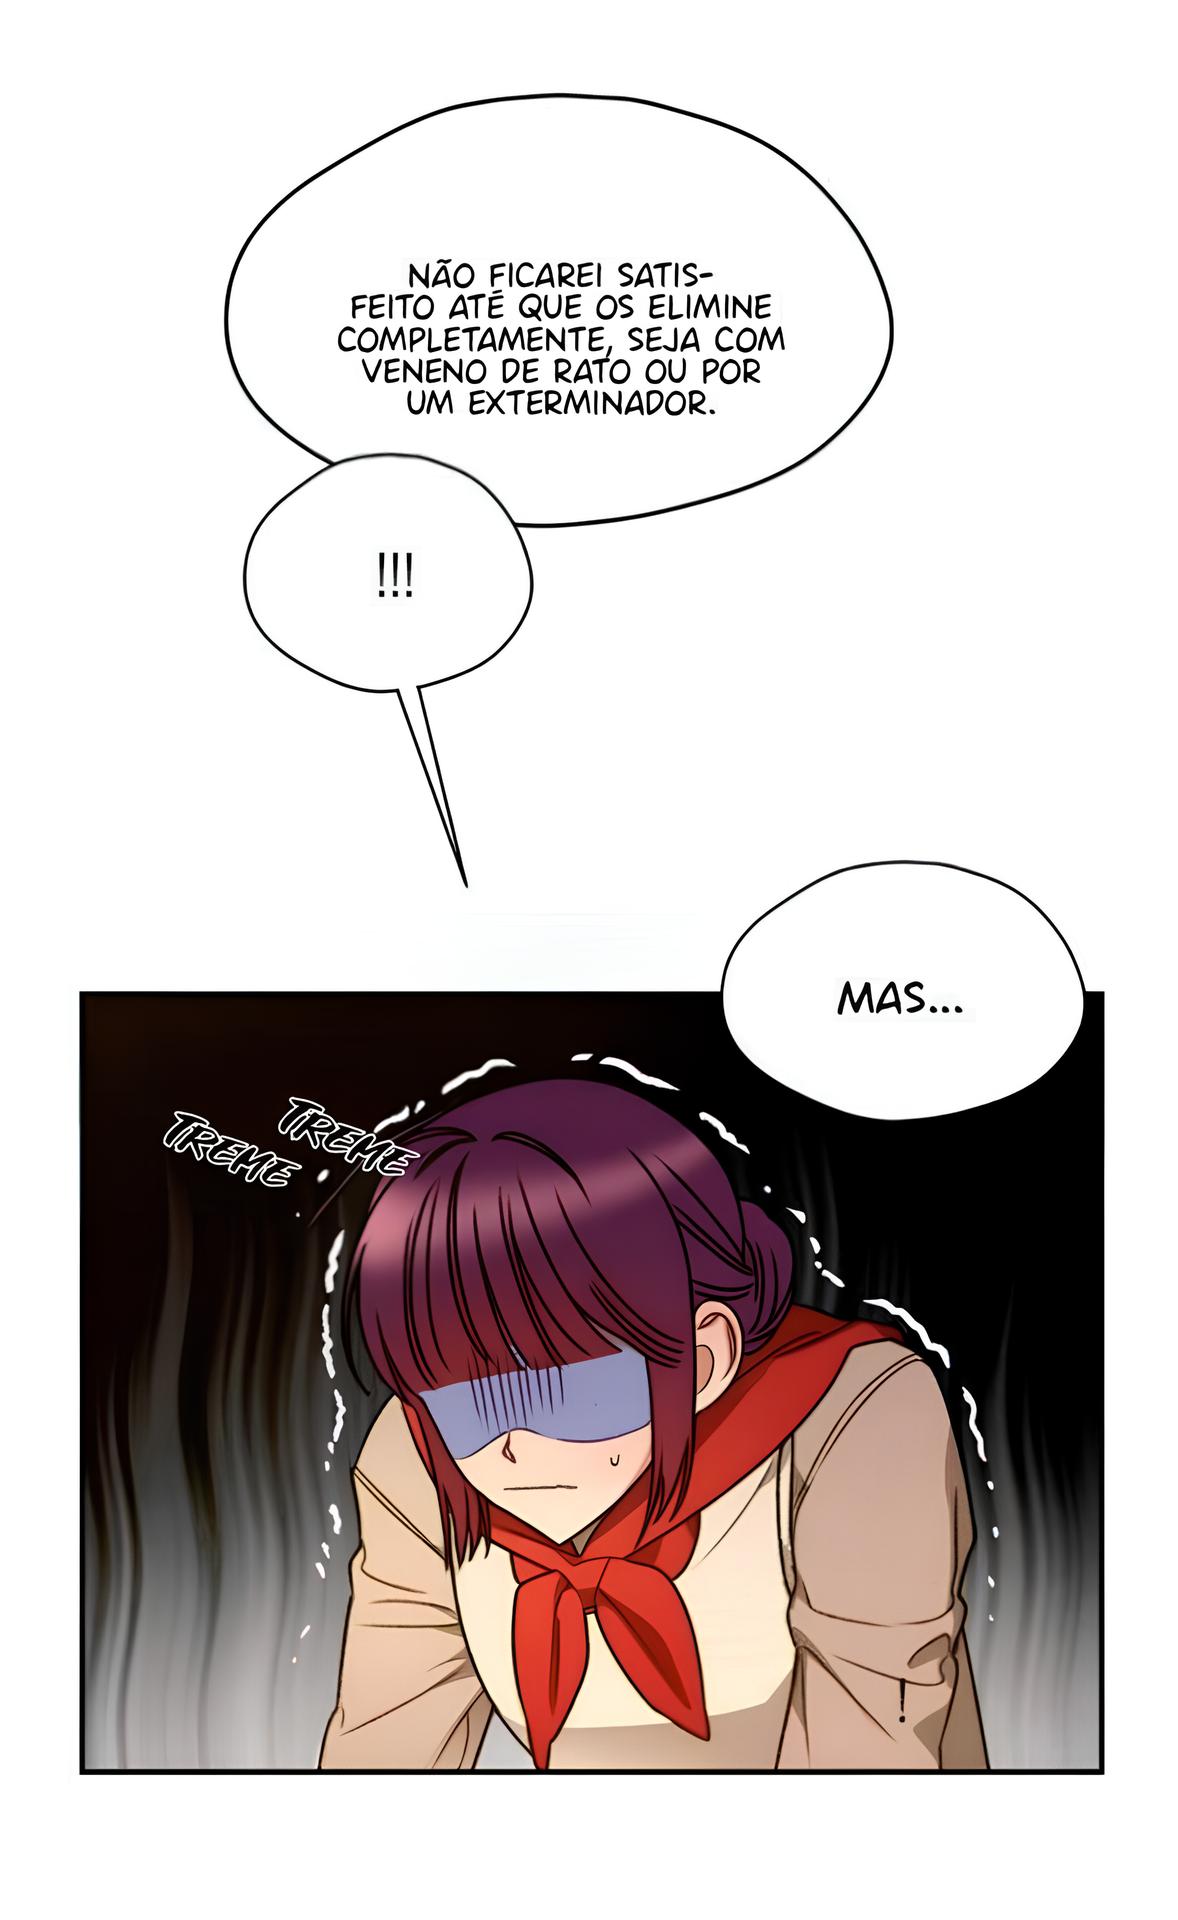 NÃO FICAREI SATIS-
FEITO ATÉ QUE OS ELIMINE
COMPLETAMENTE, SEJA COM
VENENO DE RATO OU POR
UM EXTERMINADOR.
!!!
MAS...
TREME
TREME